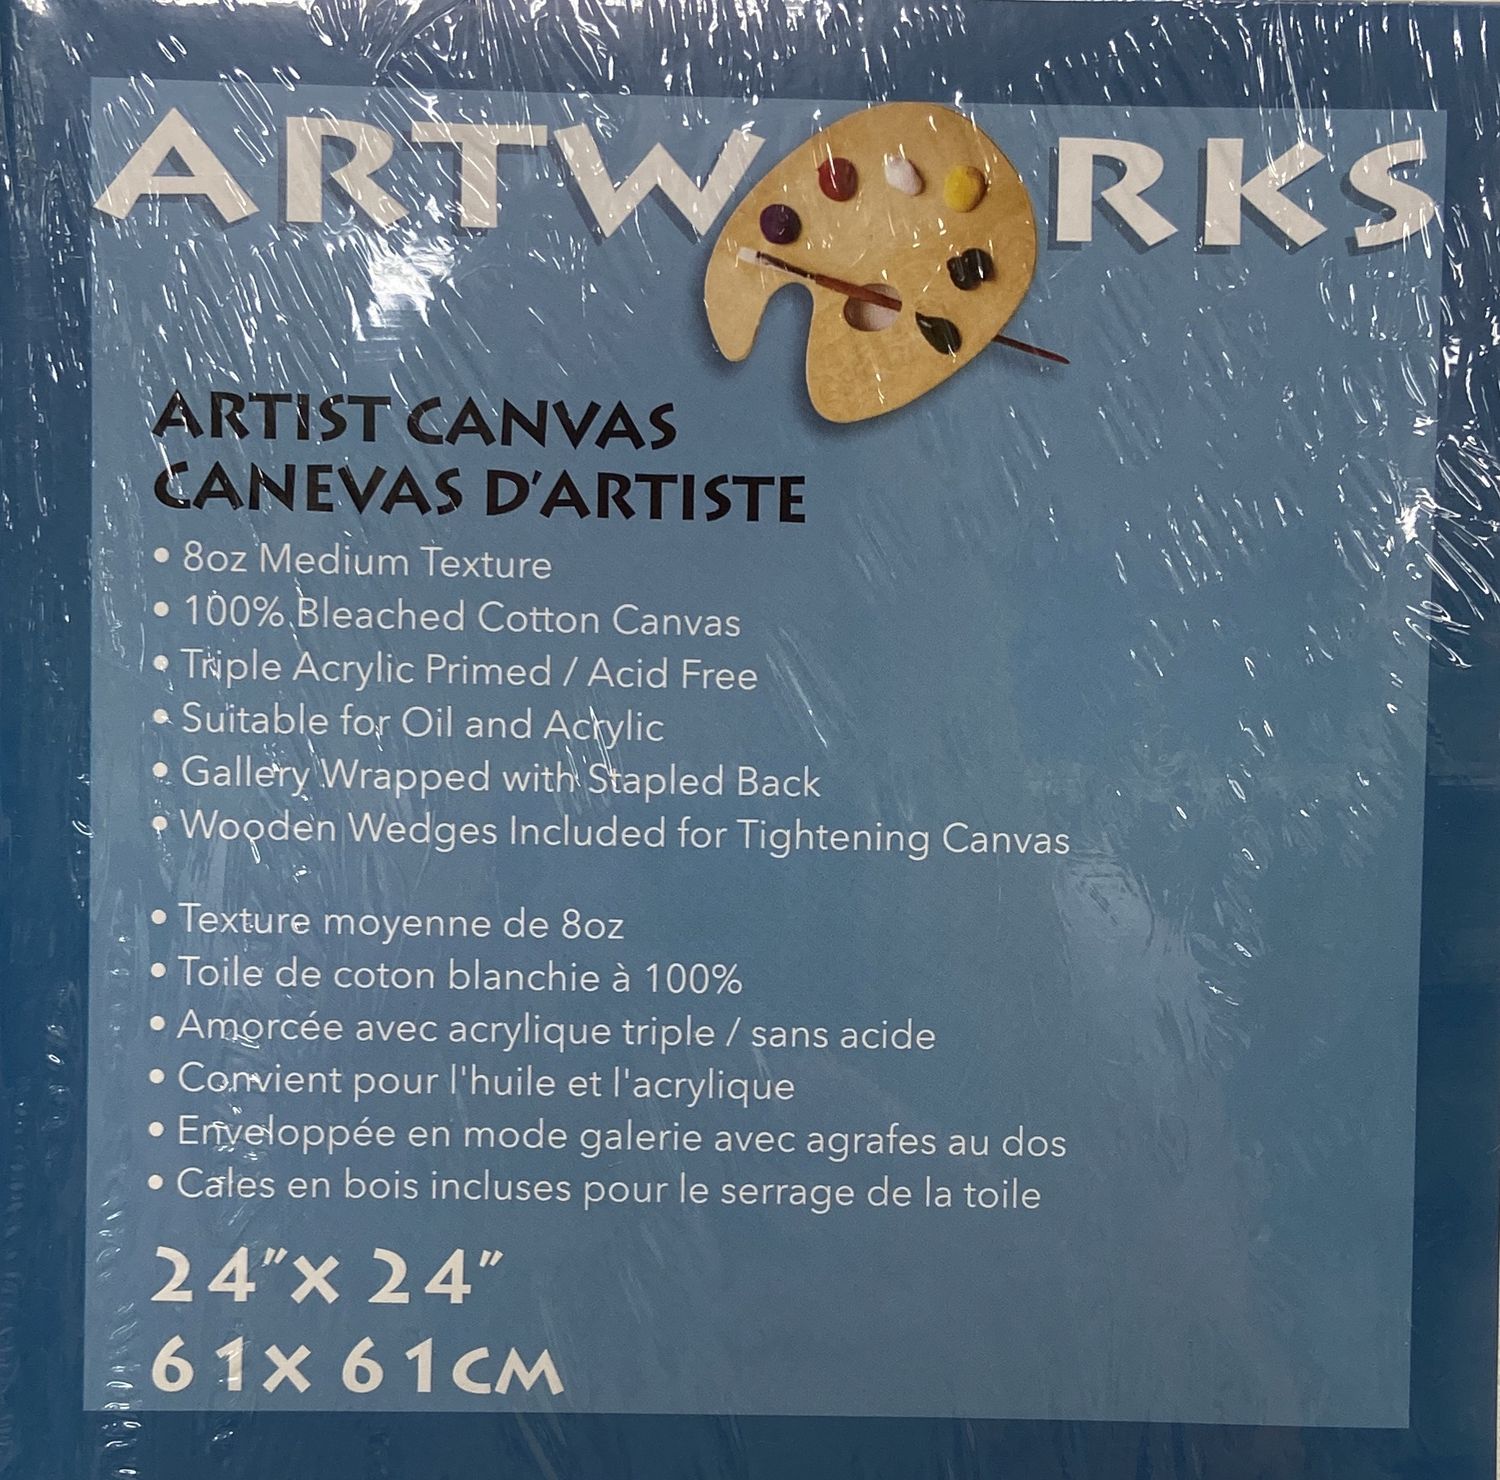 ARTWORKS
ARTIST CANVAS
CANEVAS D'ARTISTE
• 8oz Medium Texture
• 100% Bleached Cotton Canvas
• Triple Acrylic Primed / Acid Free
• Suitable for Oil and Acrylic
• Gallery Wrapped with Stapled Back
• Wooden Wedges Included for Tightening Canvas
• Texture moyenne de 8oz
• Toile de coton blanchie à 100%
• Amorcée avec acrylique triple / sans acide
• Convient pour l'huile et l'acrylique
• Enveloppée en mode galerie avec agrafes au dos
• Cales en bois incluses pour le serrage de la toile
24"x 24"
61x 61cm